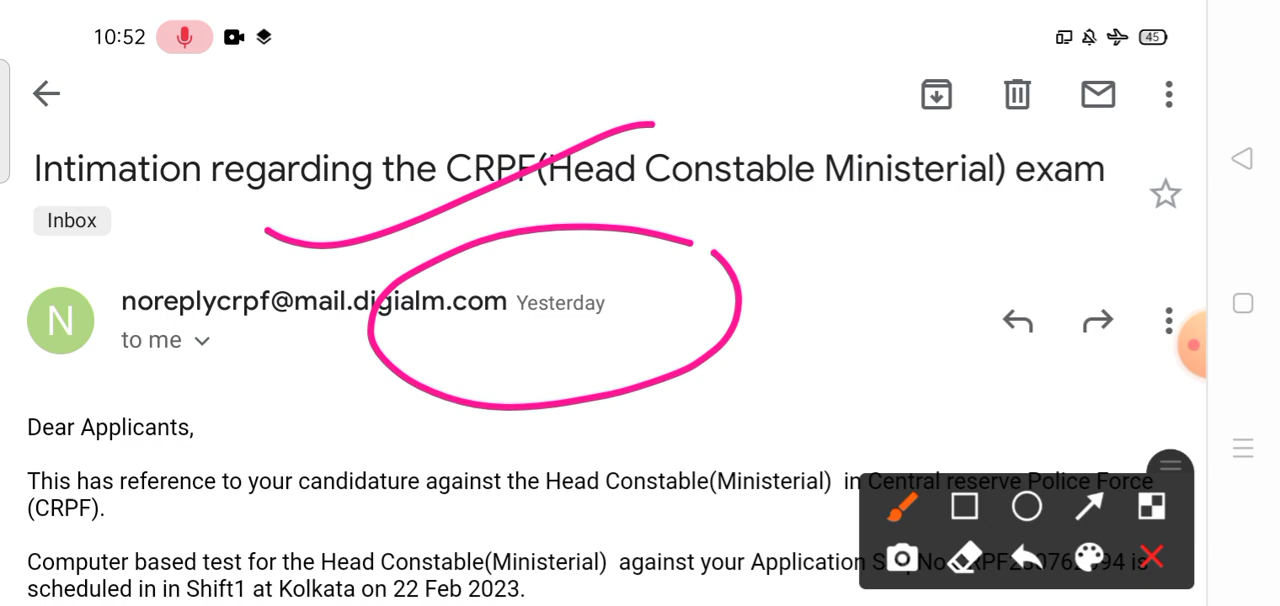 10:52
45
Intimation regarding the CRPF(Head Constable Ministerial) exam
Inbox
N
noreplycrpf@mail.digialm.com Yesterday
to me
Dear Applicants,
This has reference to your candidature against the Head Constable(Ministerial) in Central reserve Police Force
(CRPF).
Computer based test for the Head Constable(Ministerial) against your Application is
scheduled in in Shift1 at Kolkata on 22 Feb 2023.